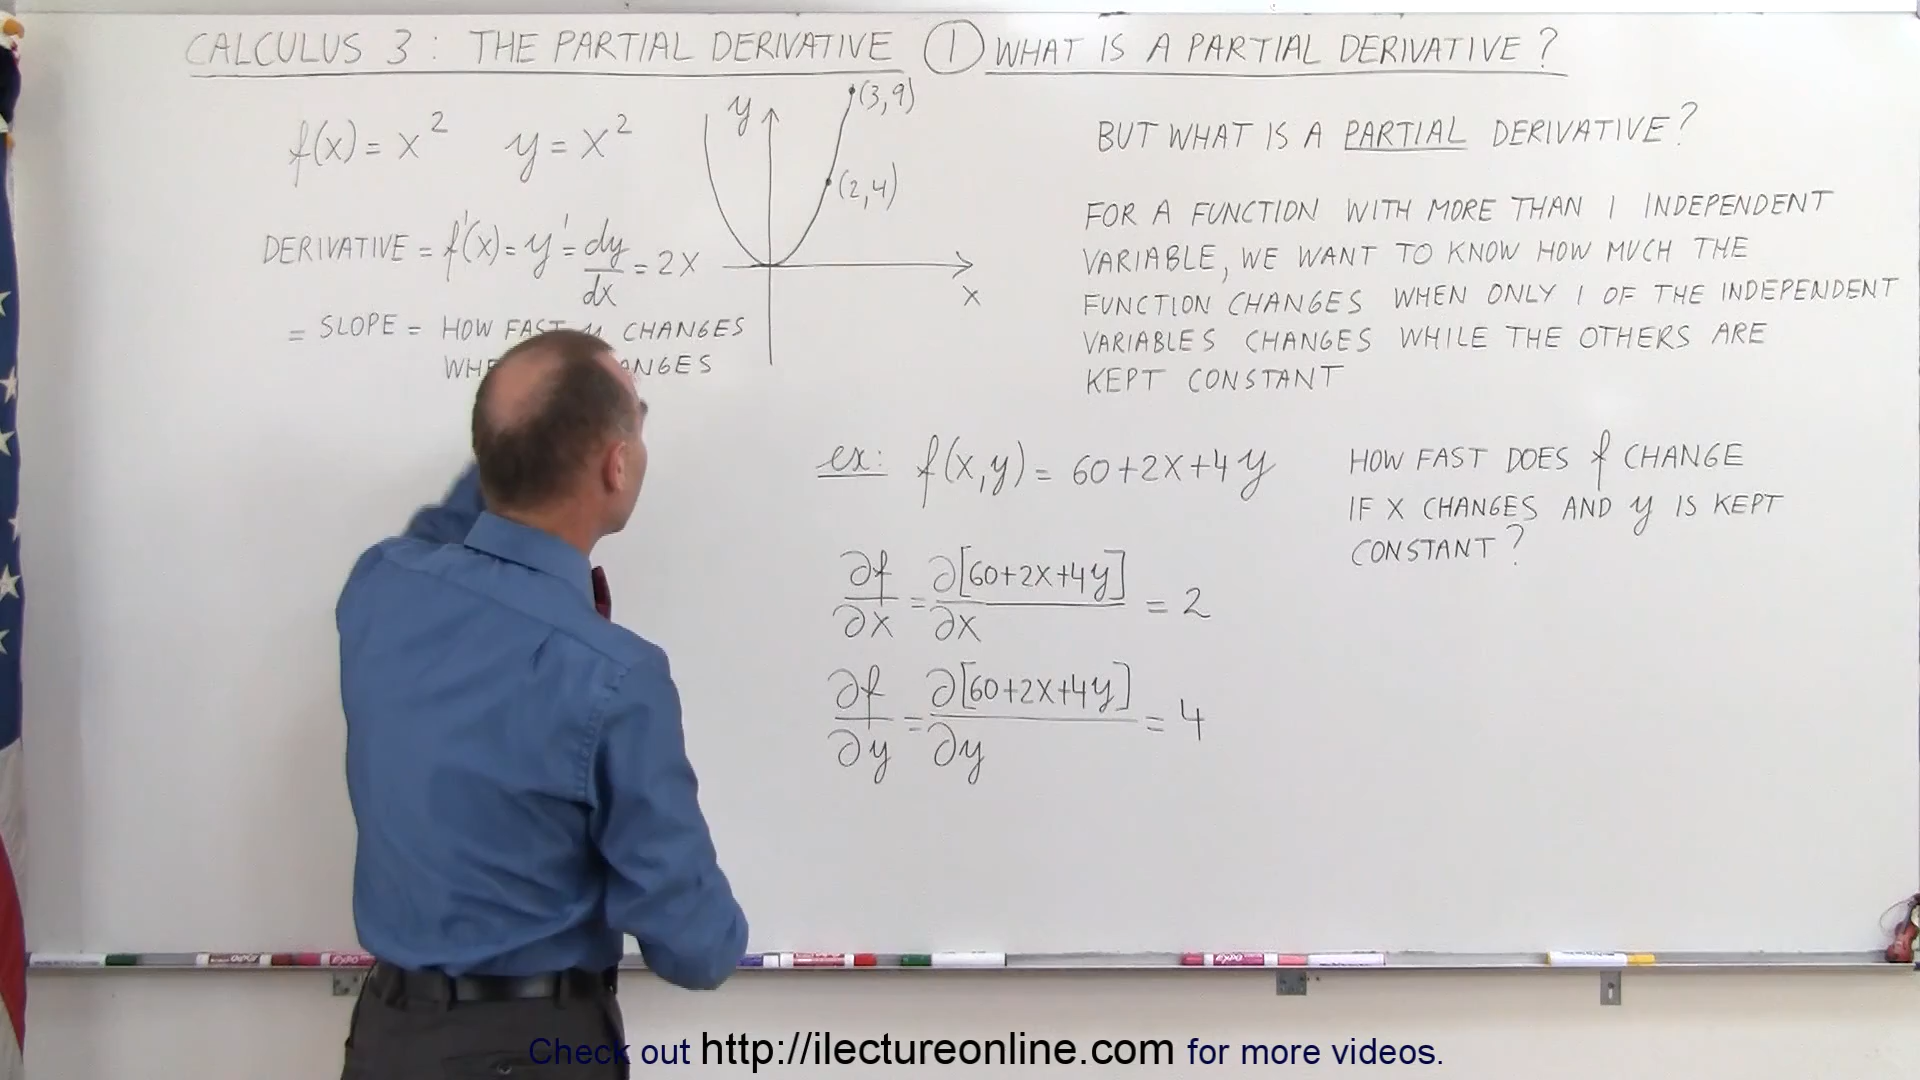 CALCULUS 3: THE PARTIAL DERIVATIVE ① WHAT IS A PARTIAL DERIVATIVE?
f(x) = x² y = x²
DERIVATIVE = f'(x) = y' = dy/dx = 2x
= SLOPE = HOW FAST y CHANGES
ANGES
y
(3,9)
(2,4)
x
BUT WHAT IS A PARTIAL DERIVATIVE?
FOR A FUNCTION WITH MORE THAN 1 INDEPENDENT
VARIABLE, WE WANT TO KNOW HOW MUCH THE
FUNCTION CHANGES WHEN ONLY 1 OF THE INDEPENDENT
VARIABLES CHANGES WHILE THE OTHERS ARE
KEPT CONSTANT
ex: f(x,y) = 60+2x+4y
∂f/∂x = ∂[60+2x+4y]/∂x = 2
∂f/∂y = ∂[60+2x+4y]/∂y = 4
HOW FAST DOES f CHANGE
IF X CHANGES AND y IS KEPT
CONSTANT?
Check out http://ilectureonline.com for more videos.